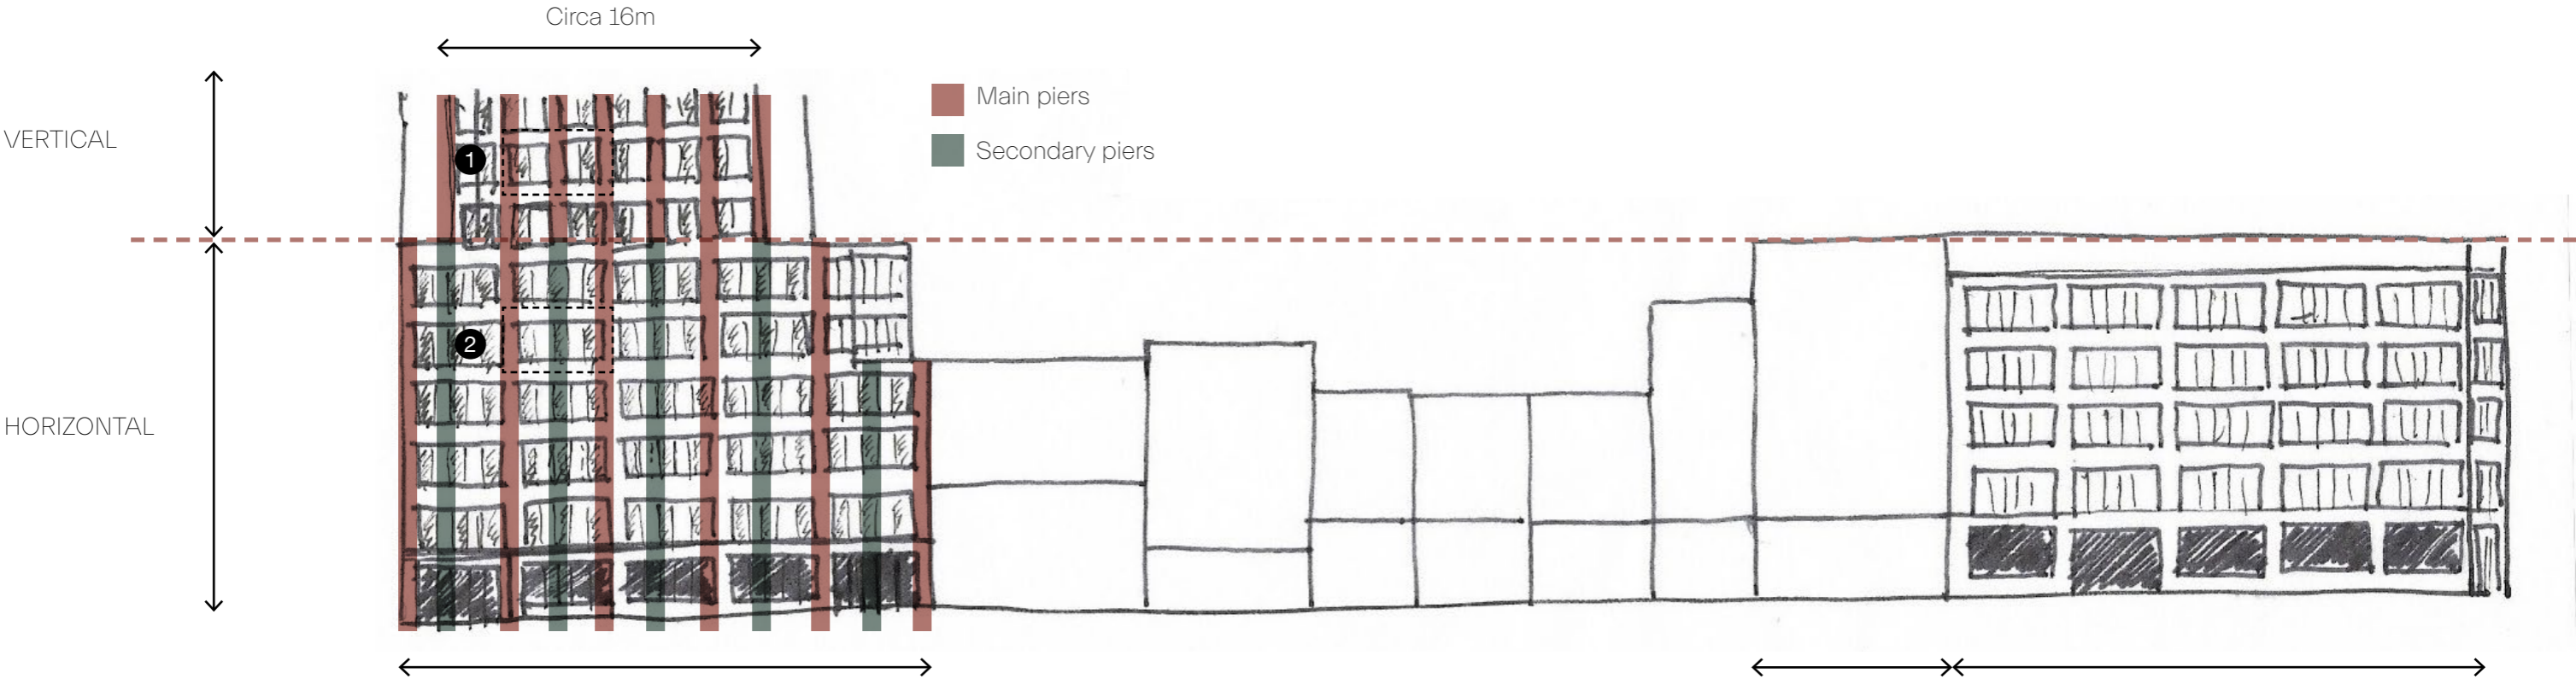 Circa 16m
Main piers
VERTICAL
1
Secondary piers
2
HORIZONTAL